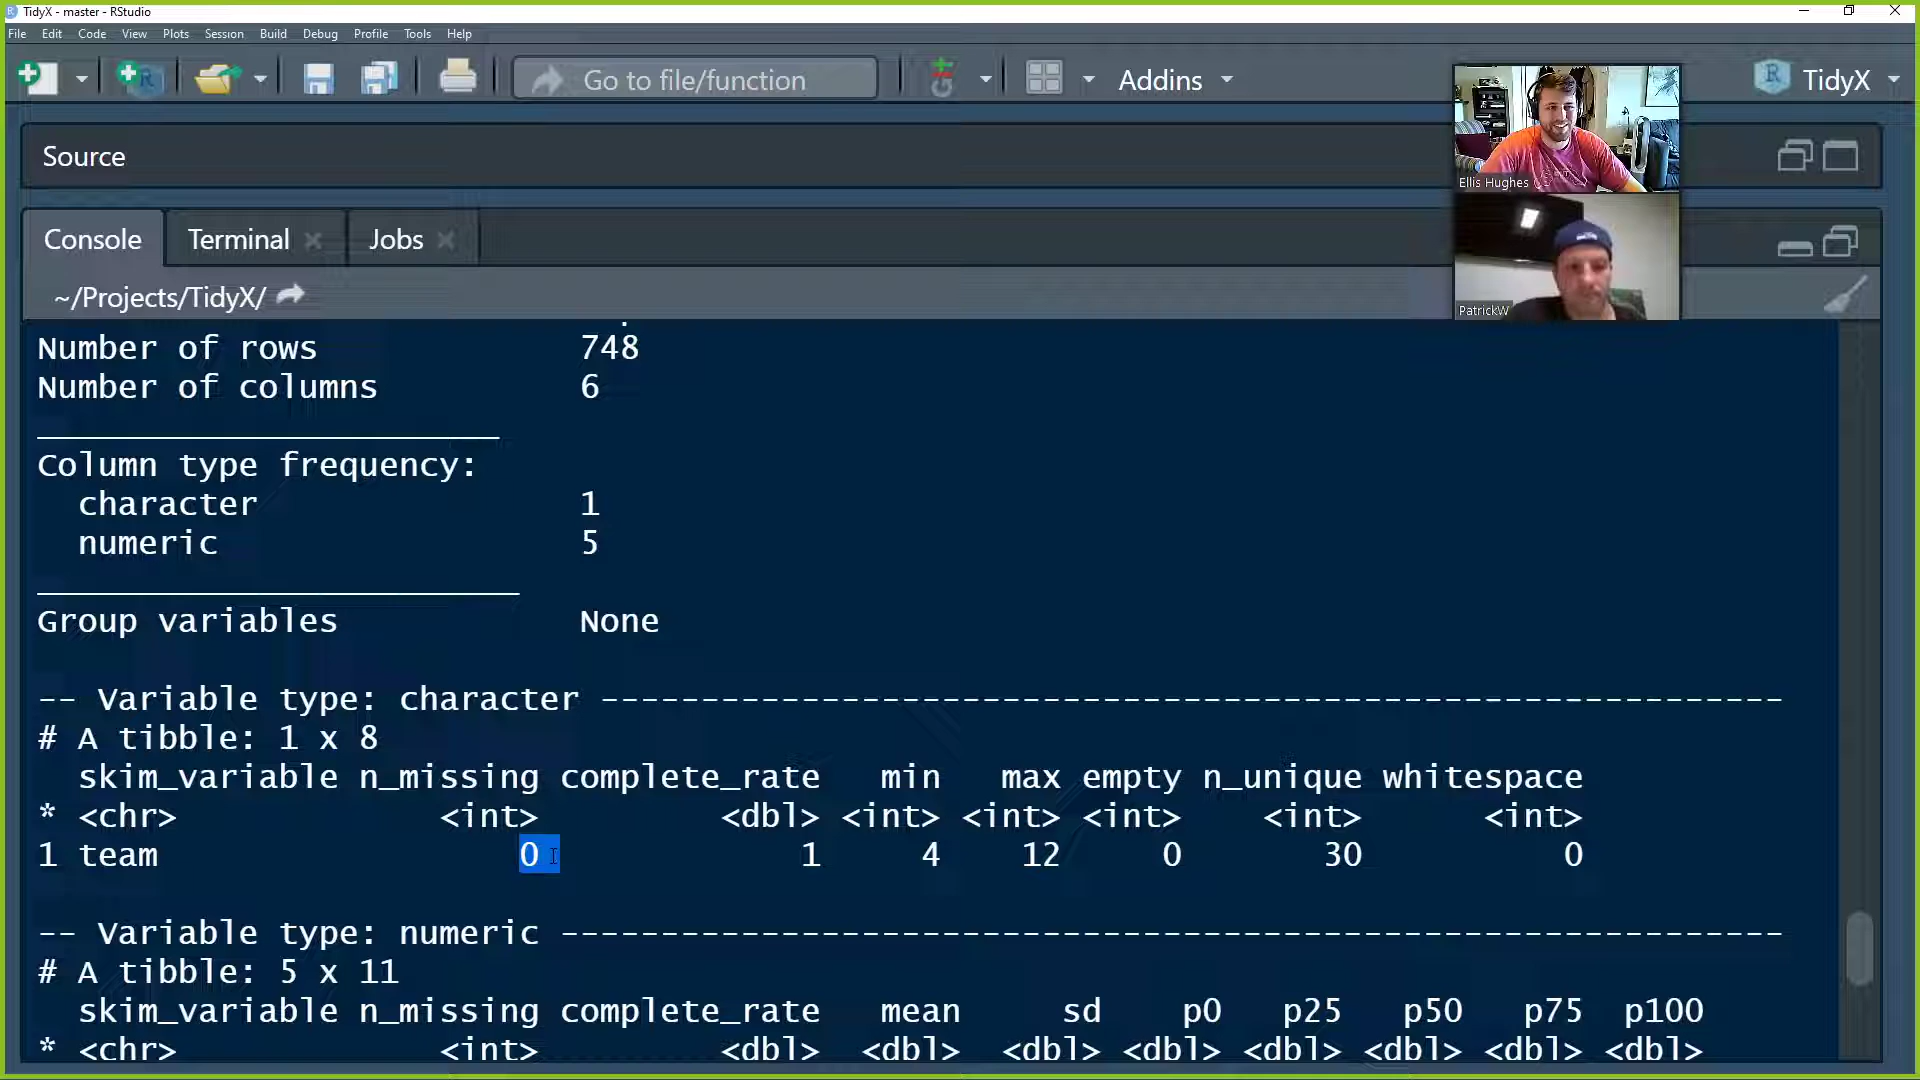 TidyX - master - RStudio
File Edit Code View Plots Session Build Debug Profile Tools Help
Go to file/function
Addins
TidyX
Source
Ellis Hughes
Console Terminal Jobs
~/Projects/TidyX/
PatrickW
Number of rows 748
Number of columns 6
Column type frequency:
character 1
numeric 5
Group variables None
-- Variable type: character -----------------------------------------------------------
# A tibble: 1 x 8
skim_variable n_missing complete_rate min max empty n_unique whitespace
* <chr> <int> <dbl> <int> <int> <int> <int> <int>
1 team 0 1 4 12 0 30 0
-- Variable type: numeric -------------------------------------------------------------
# A tibble: 5 x 11
skim_variable n_missing complete_rate mean sd p0 p25 p50 p75 p100
* <chr> <int> <dbl> <dbl> <dbl> <dbl> <dbl> <dbl> <dbl> <dbl>